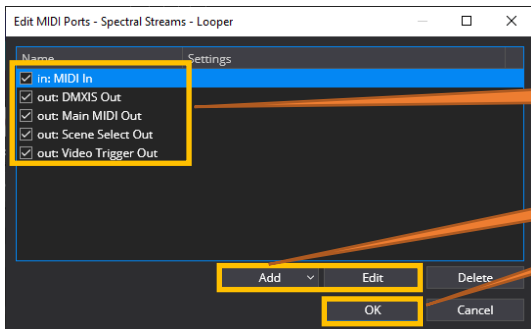 Edit MIDI Ports - Spectral Streams - Looper
Name Settings
in: MIDI In
out: DMXIS Out
out: Main MIDI Out
out: Scene Select Out
out: Video Trigger Out
Add Edit Delete
OK Cancel